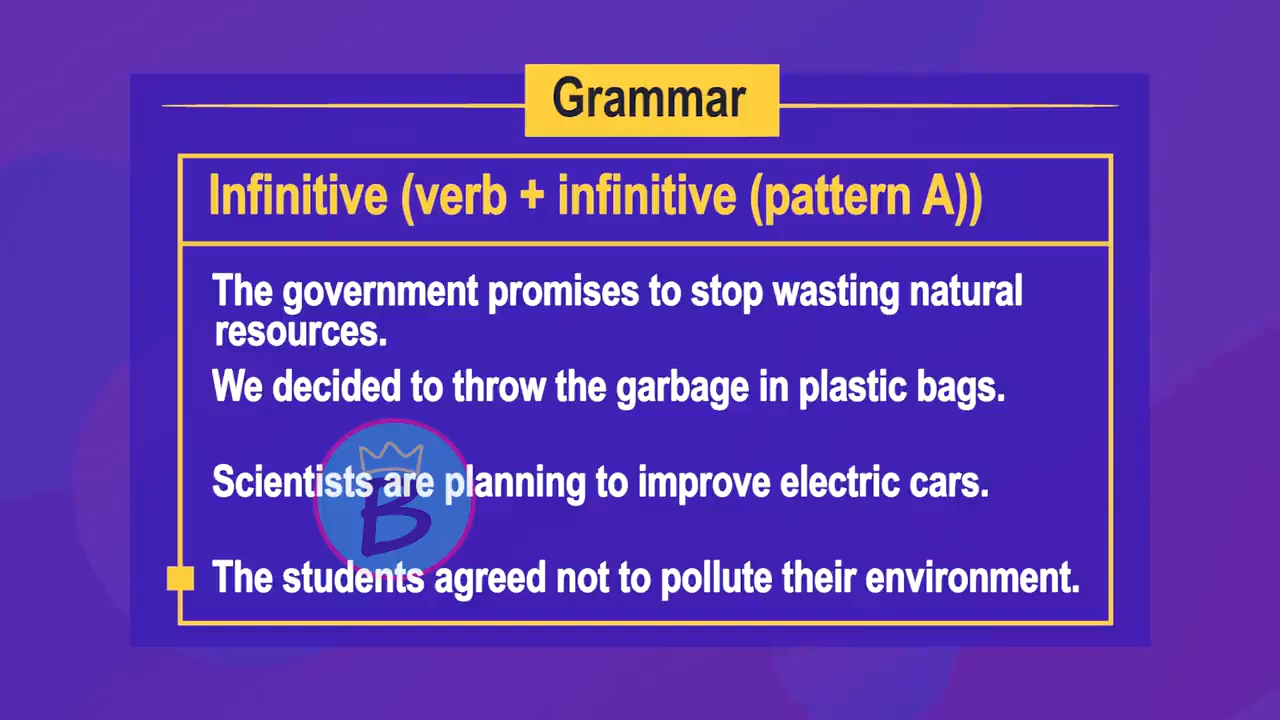 Grammar
Infinitive (verb + infinitive (pattern A))
The government promises to stop wasting natural
resources.
We decided to throw the garbage in plastic bags.
Scientists are planning to improve electric cars.
B
The students agreed not to pollute their environment.